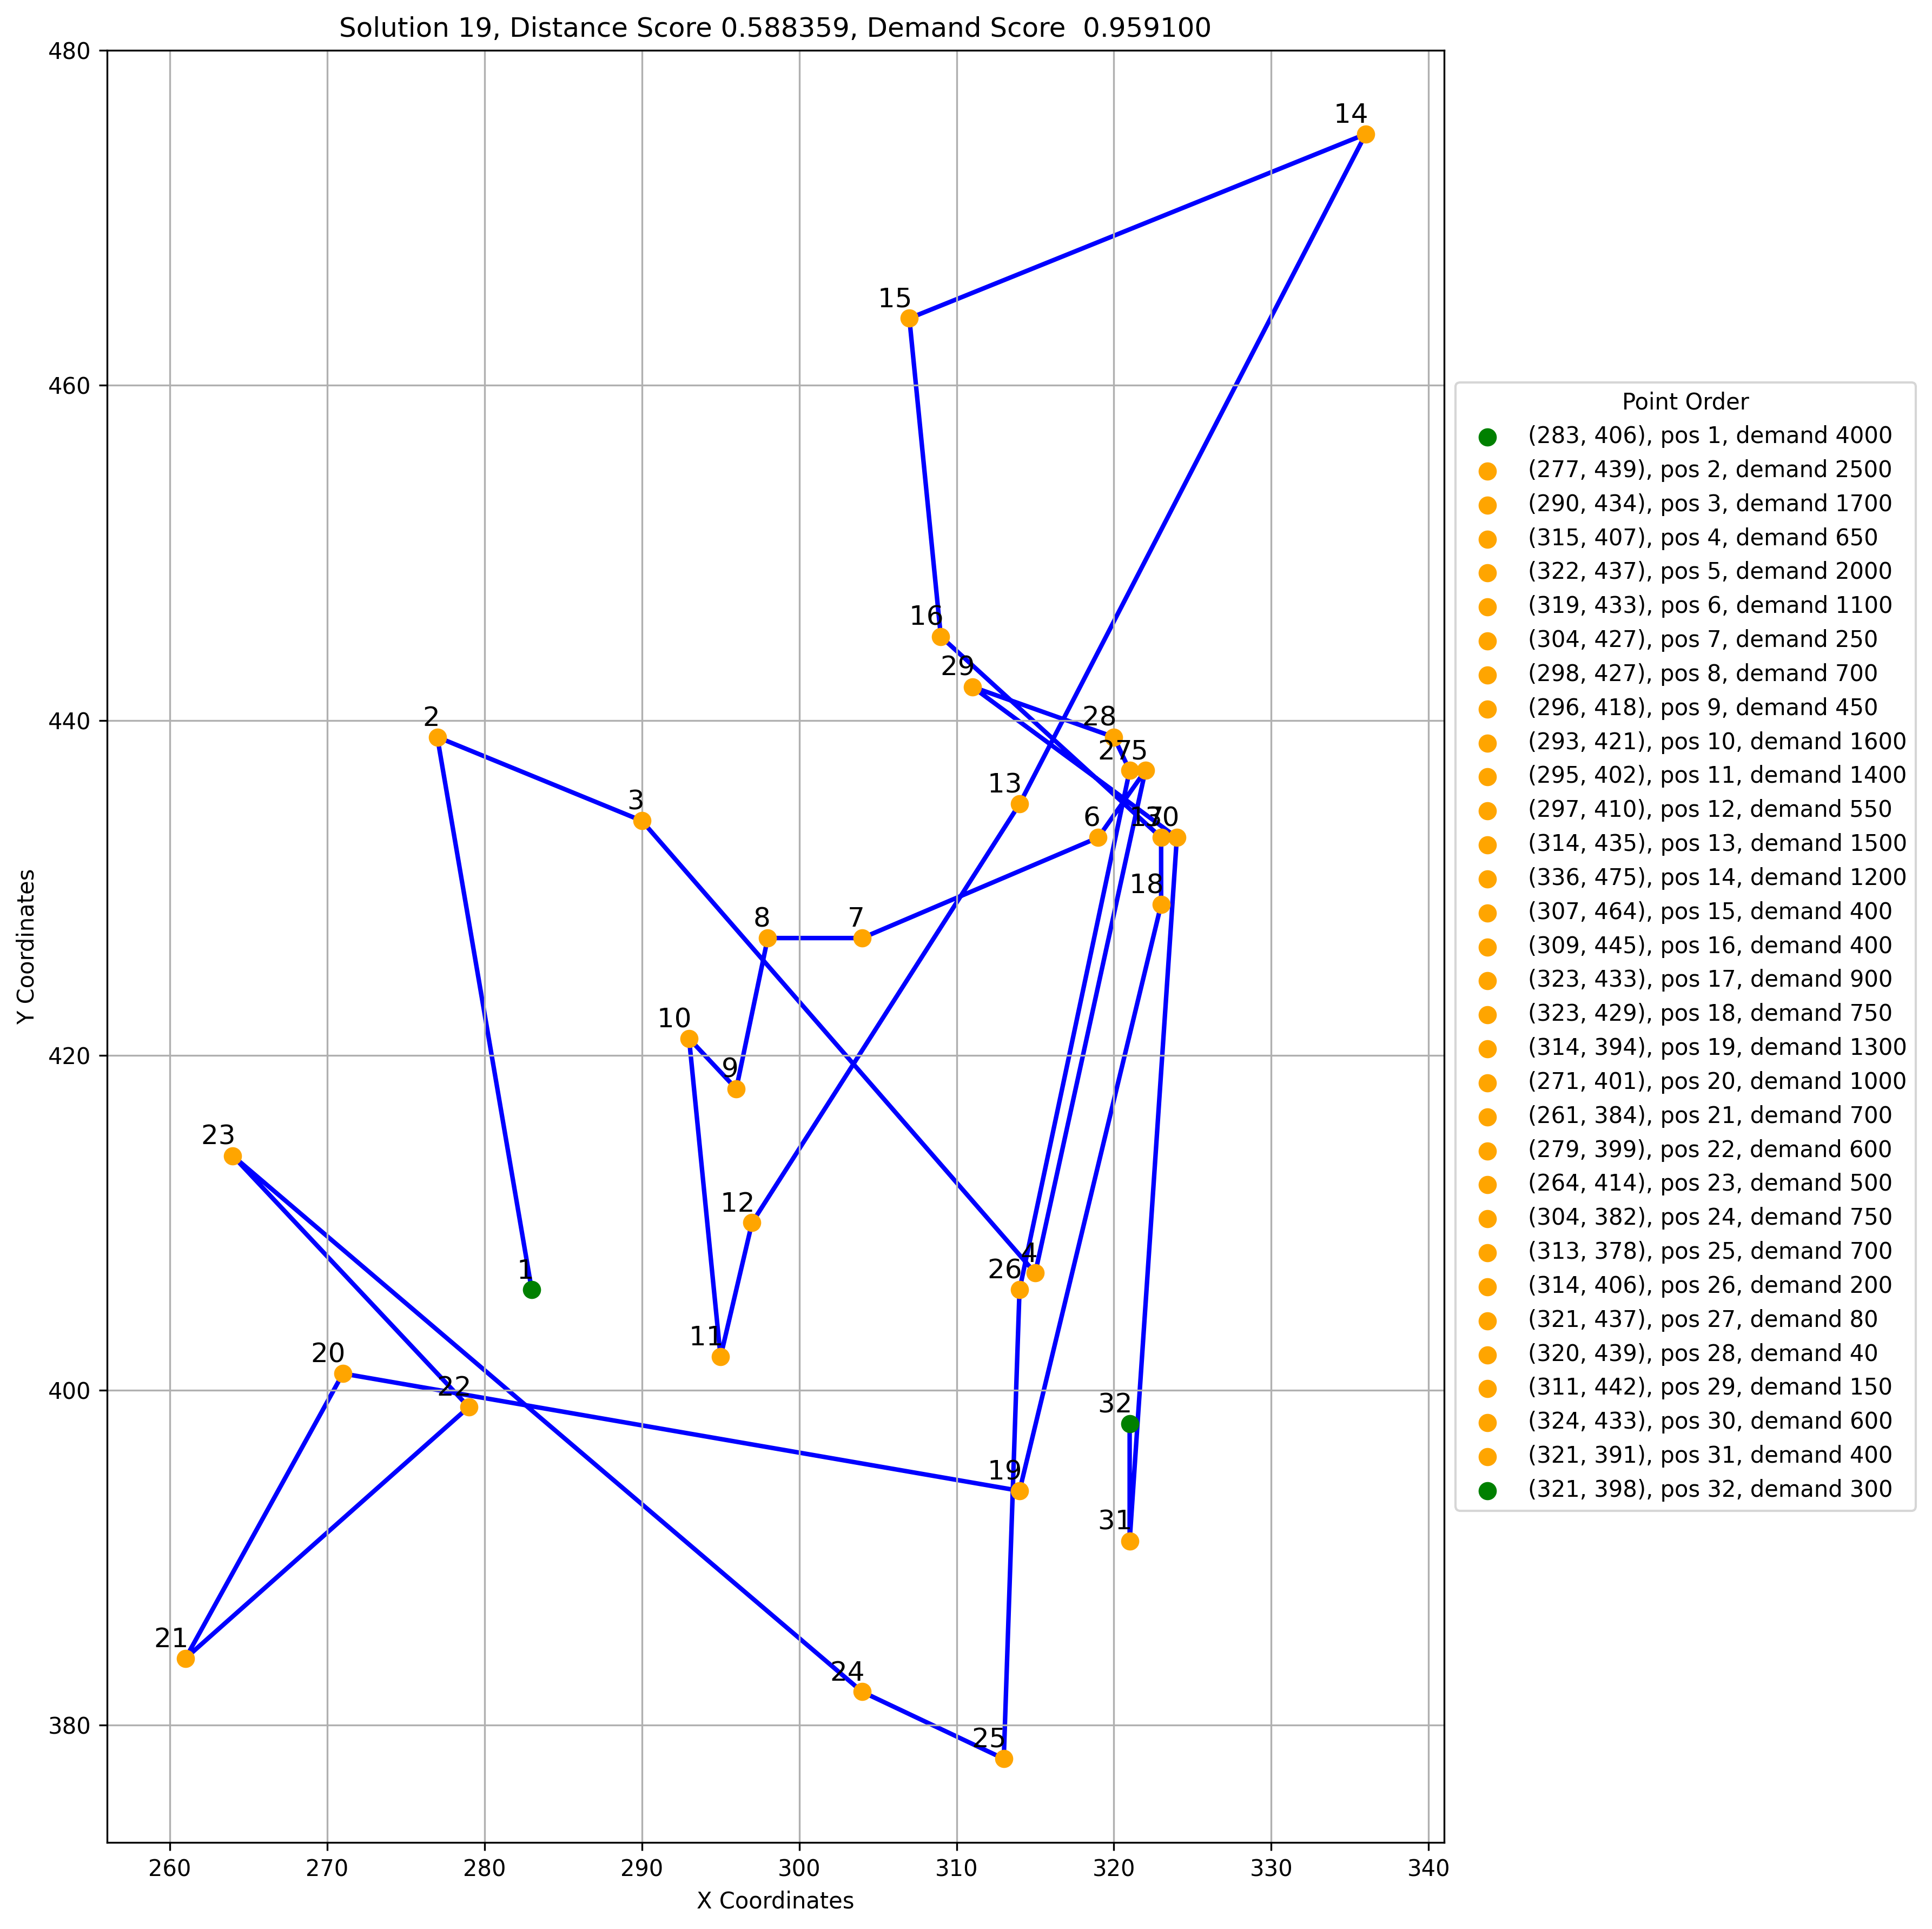 Solution 19, Distance Score 0.588359, Demand Score  0.959100
480
460
440
420
400
380
Y Coordinates
260 270 280 290 300 310 320 330 340
X Coordinates
14
15
16
29
2
28
27 5
13
3
6 17 30
18
8 7
10
9
23
12
4
26
1
11
20
22
32
19
31
21
24
25
Point Order
(283, 406), pos 1, demand 4000
(277, 439), pos 2, demand 2500
(290, 434), pos 3, demand 1700
(315, 407), pos 4, demand 650
(322, 437), pos 5, demand 2000
(319, 433), pos 6, demand 1100
(304, 427), pos 7, demand 250
(298, 427), pos 8, demand 700
(296, 418), pos 9, demand 450
(293, 421), pos 10, demand 1600
(295, 402), pos 11, demand 1400
(297, 410), pos 12, demand 550
(314, 435), pos 13, demand 1500
(336, 475), pos 14, demand 1200
(307, 464), pos 15, demand 400
(309, 445), pos 16, demand 400
(323, 433), pos 17, demand 900
(323, 429), pos 18, demand 750
(314, 394), pos 19, demand 1300
(271, 401), pos 20, demand 1000
(261, 384), pos 21, demand 700
(279, 399), pos 22, demand 600
(264, 414), pos 23, demand 500
(304, 382), pos 24, demand 750
(313, 378), pos 25, demand 700
(314, 406), pos 26, demand 200
(321, 437), pos 27, demand 80
(320, 439), pos 28, demand 40
(311, 442), pos 29, demand 150
(324, 433), pos 30, demand 600
(321, 391), pos 31, demand 400
(321, 398), pos 32, demand 300